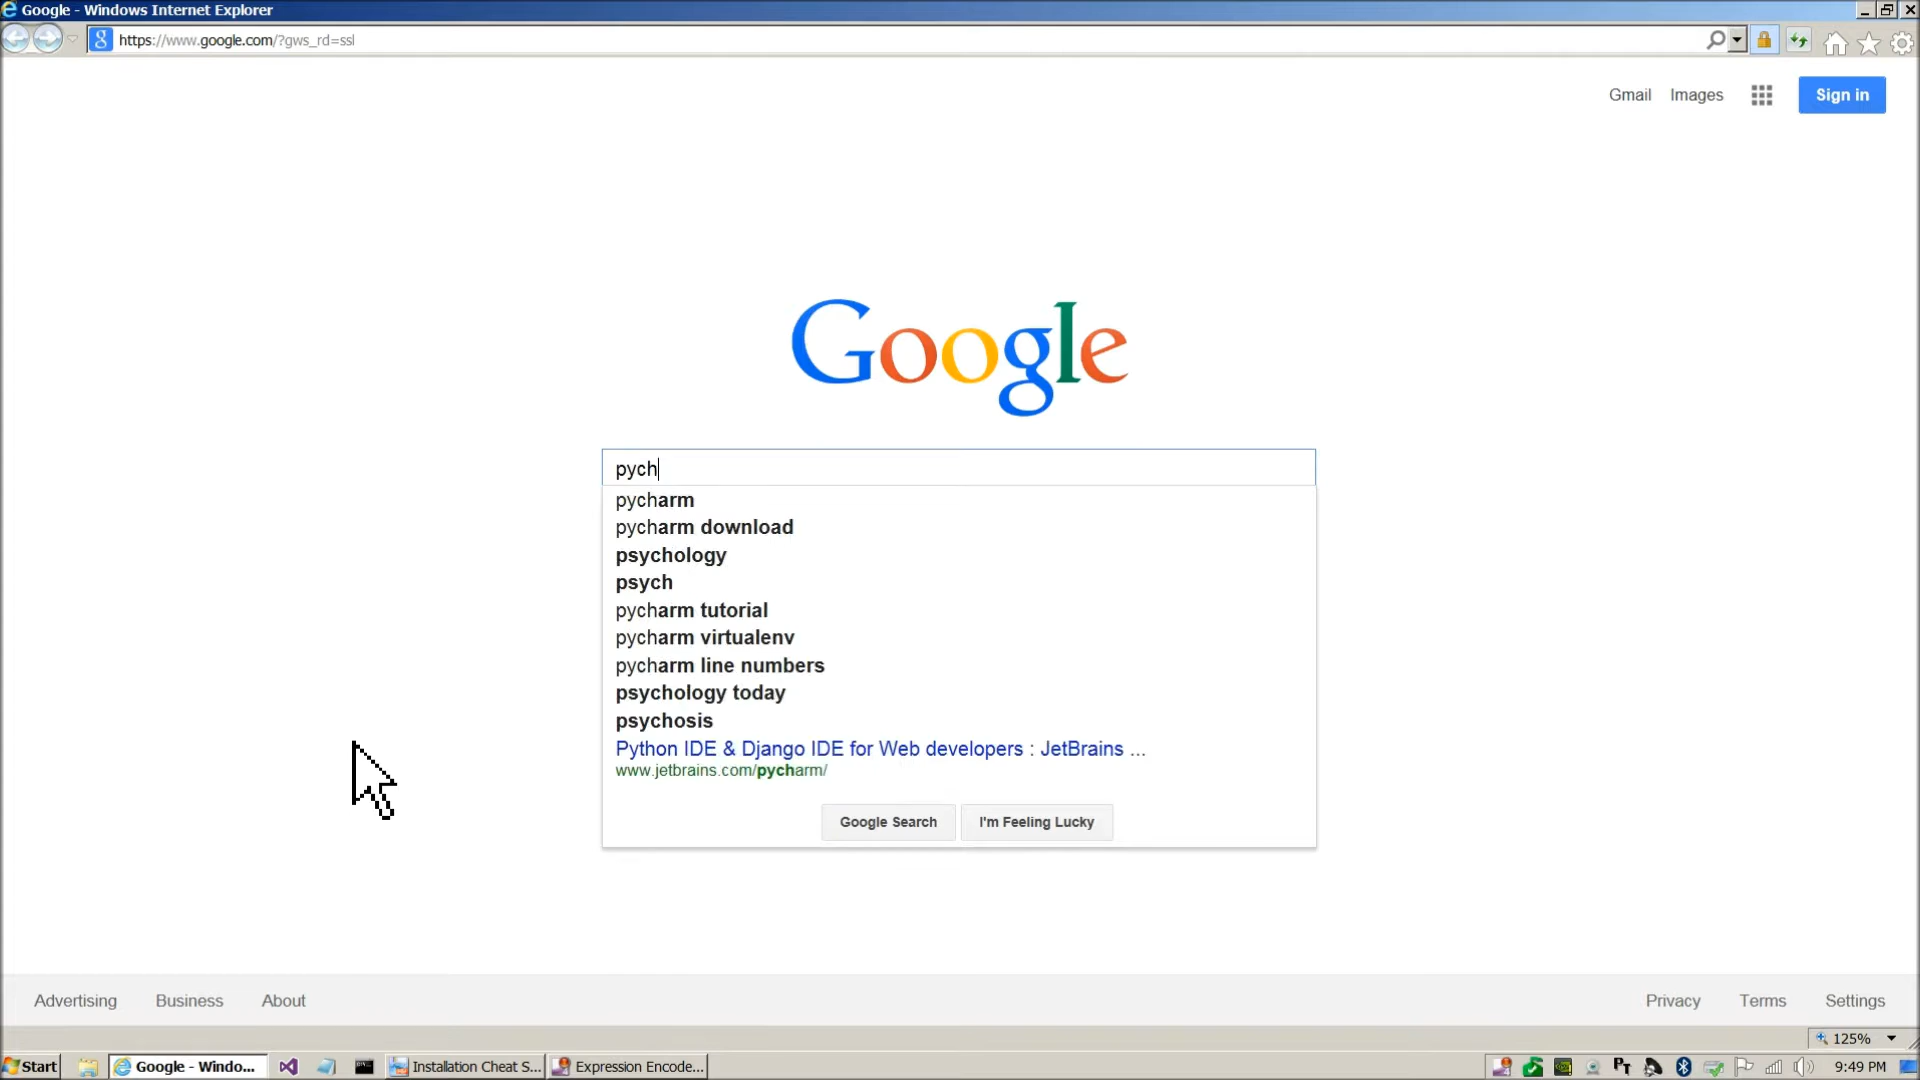 Google - Windows Internet Explorer
https://www.google.com/?gws_rd=ssl
Gmail Images Sign in
Google
pych
pycharm
pycharm download
psychology
psych
pycharm tutorial
pycharm virtualenv
pycharm line numbers
psychology today
psychosis
Python IDE & Django IDE for Web developers : JetBrains ...
www.jetbrains.com/pycharm/
Google Search I'm Feeling Lucky
Advertising Business About Privacy Terms Settings
125%
Start Google - Windo... Installation Cheat S... Expression Encode... 9:49 PM